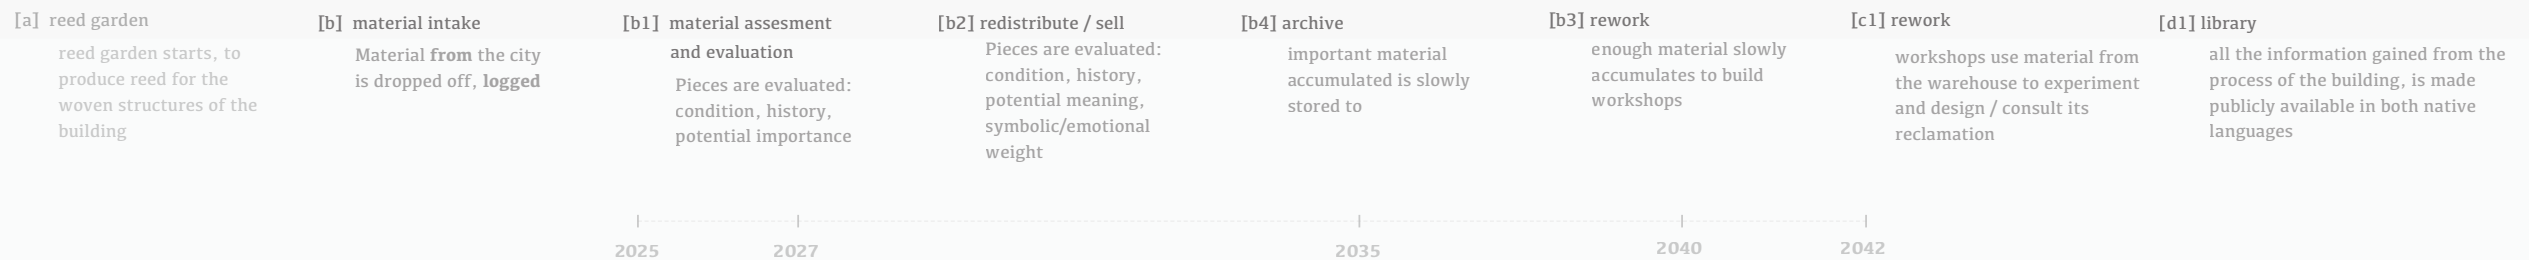 [a] reed garden
reed garden starts, to
produce reed for the
woven structures of the
building
[b] material intake
Material from the city
is dropped off, logged
[b1] material assesment
and evaluation
Pieces are evaluated:
condition, history,
potential importance
[b2] redistribute / sell
Pieces are evaluated:
condition, history,
potential meaning,
symbolic/emotional
weight
[b4] archive
important material
accumulated is slowly
stored to
[b3] rework
enough material slowly
accumulates to build
workshops
[c1] rework
workshops use material from
the warehouse to experiment
and design / consult its
reclamation
[d1] library
all the information gained from the
process of the building, is made
publicly available in both native
languages
2025
2027
2035
2040
2042